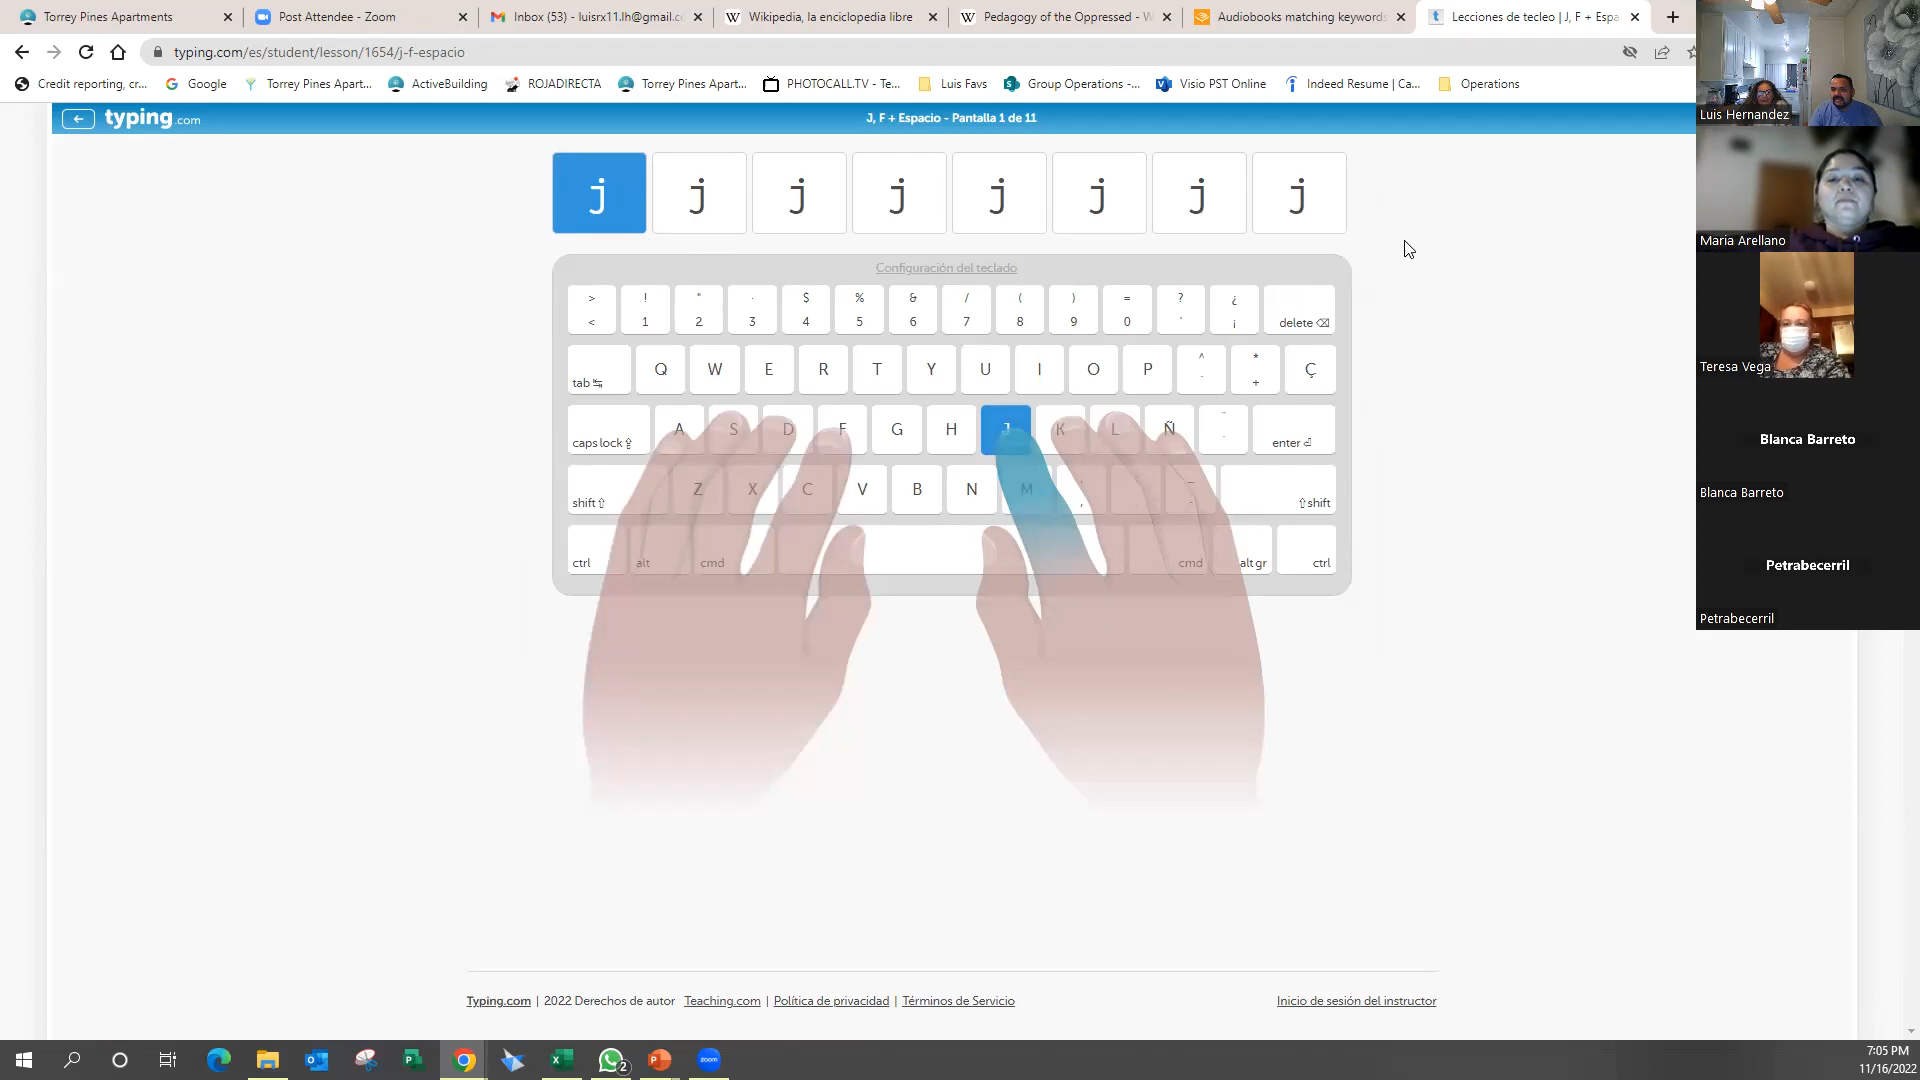 Torrey Pines Apartments
Post Attendee - Zoom
Inbox (53) - luisrx11.lh@gmail.c
Wikipedia, la enciclopedia libre
Pedagogy of the Oppressed - W
Audiobooks matching keywords
Lecciones de tecleo | J, F + Espa
typing.com/es/student/lesson/1654/j-f-espacio
Credit reporting, cr...
Google
Torrey Pines Apart...
ActiveBuilding
ROJADIRECTA
Torrey Pines Apart...
PHOTOCALL.TV - Te...
Luis Favs
Group Operations -...
Visio PST Online
Indeed Resume | Ca...
Operations
typing.com
J, F + Espacio - Pantalla 1 de 11
j j j j j j j j
Configuración del teclado
> ! " · $ % & / ( ) = ? ¿
< 1 2 3 4 5 6 7 8 9 0 ' ¡ delete
tab Q W E R T Y U I O P ^ * + Ç
caps lock A S D F G H J K L Ñ enter
shift Z X C V B N M , shift
ctrl alt cmd cmd alt gr ctrl
Typing.com | 2022 Derechos de autor Teaching.com | Política de privacidad | Términos de Servicio
Inicio de sesión del instructor
Luis Hernandez
Maria Arellano
Teresa Vega
Blanca Barreto
Blanca Barreto
Petrabecerril
Petrabecerril
2
zoom
7:05 PM
11/16/2022